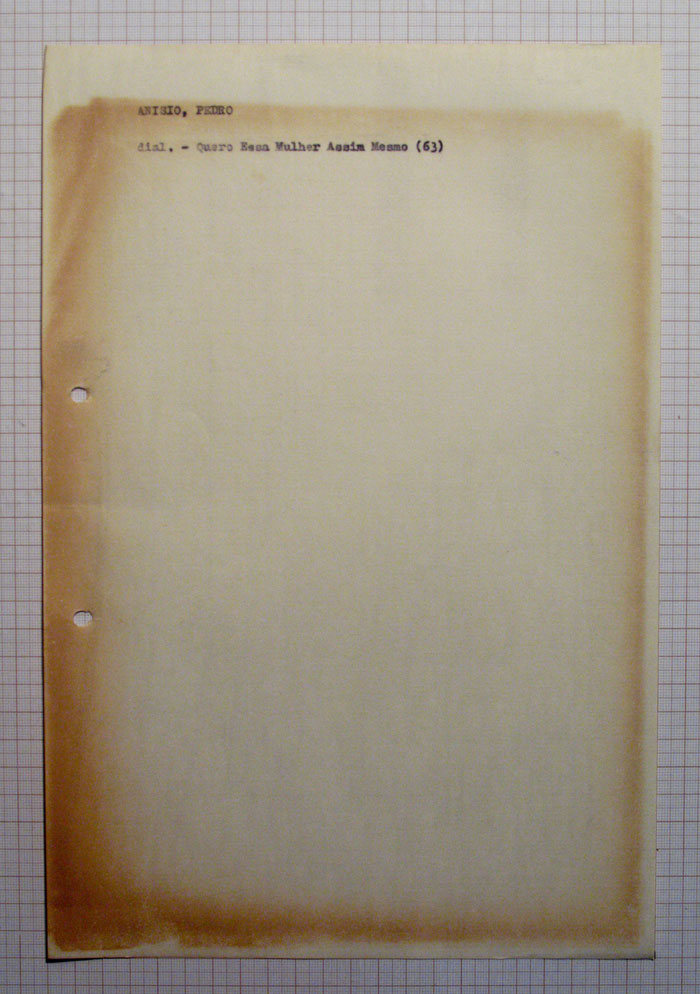 ANISIO, PEDRO
dial. - Quero Essa Mulher Assim Mesmo (63)